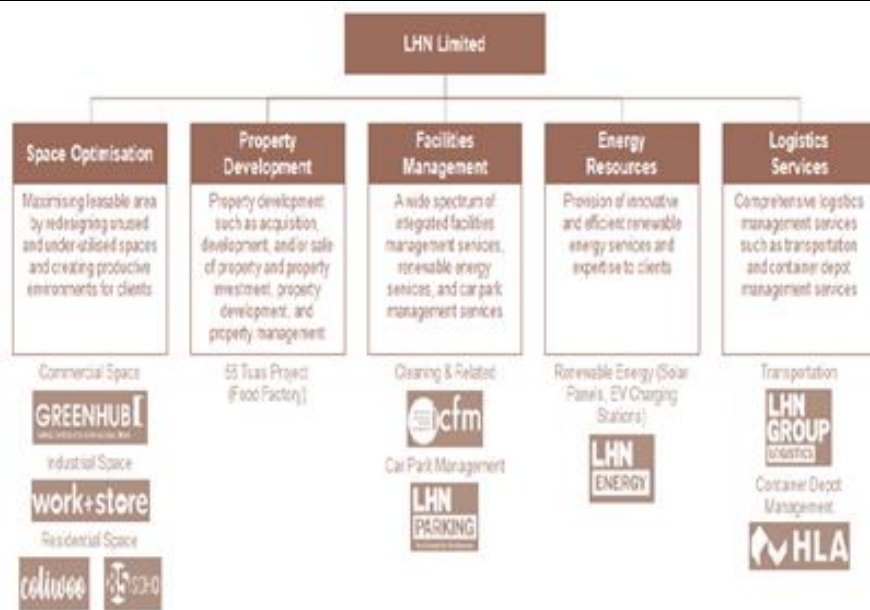 LHN Limited
Space Optimisation
Maximising leasable area
by redesigning unused
and under-utilised spaces
and creating productive
environments for clients
Commercial Space
GREENHUB
Industrial Space
work+store
Residential Space
coliwoo
85 SOHO
Property
Development
Property development
such as acquisition,
development, and/or sale
of property and property
investment, property
development, and
property management
55 Tuas Project
(Food Factory)
Facilities
Management
A wide spectrum of
integrated facilities
management services,
renewable energy
services, and car park
management services
Cleaning & Related
cfm
Car Park Management
LHN
PARKING
Energy
Resources
Provision of innovative
and efficient renewable
energy services and
expertise to clients
Renewable Energy (Solar
Panels, EV Charging
Stations)
LHN
ENERGY
Logistics
Services
Comprehensive logistics
management services
such as transportation
and container depot
management services
Transportation
LHN
GROUP
LOGISTICS
Container Depot
Management
HLA